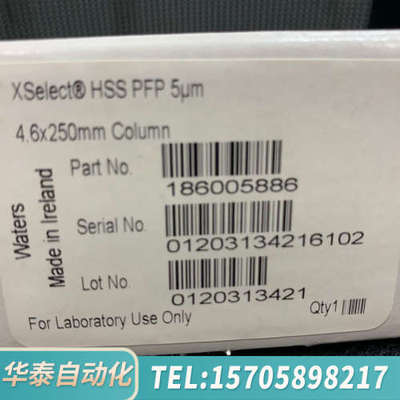 XSelect® HSS PFP 5µm
4.6x250mm Column
Waters
Made in Ireland
Part No.
186005886
Serial No.
01203134216102
Lot No.
0120313421
Qty1
For Laboratory Use Only
华泰自动化
TEL:15705898217